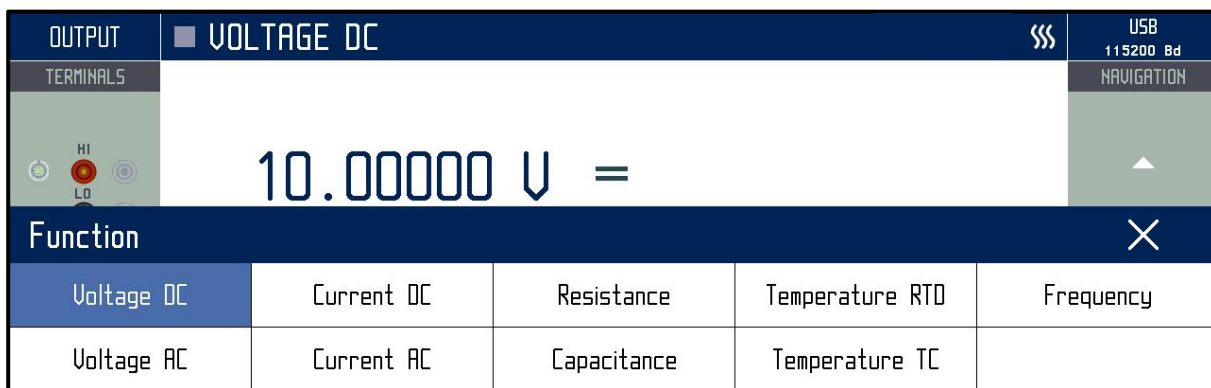 OUTPUT
VOLTAGE DC
USB
115200 Bd
TERMINALS
NAVIGATION
HI
LO
10.00000 V =
Function
Voltage DC
Current DC
Resistance
Temperature RTD
Frequency
Voltage AC
Current AC
Capacitance
Temperature TC